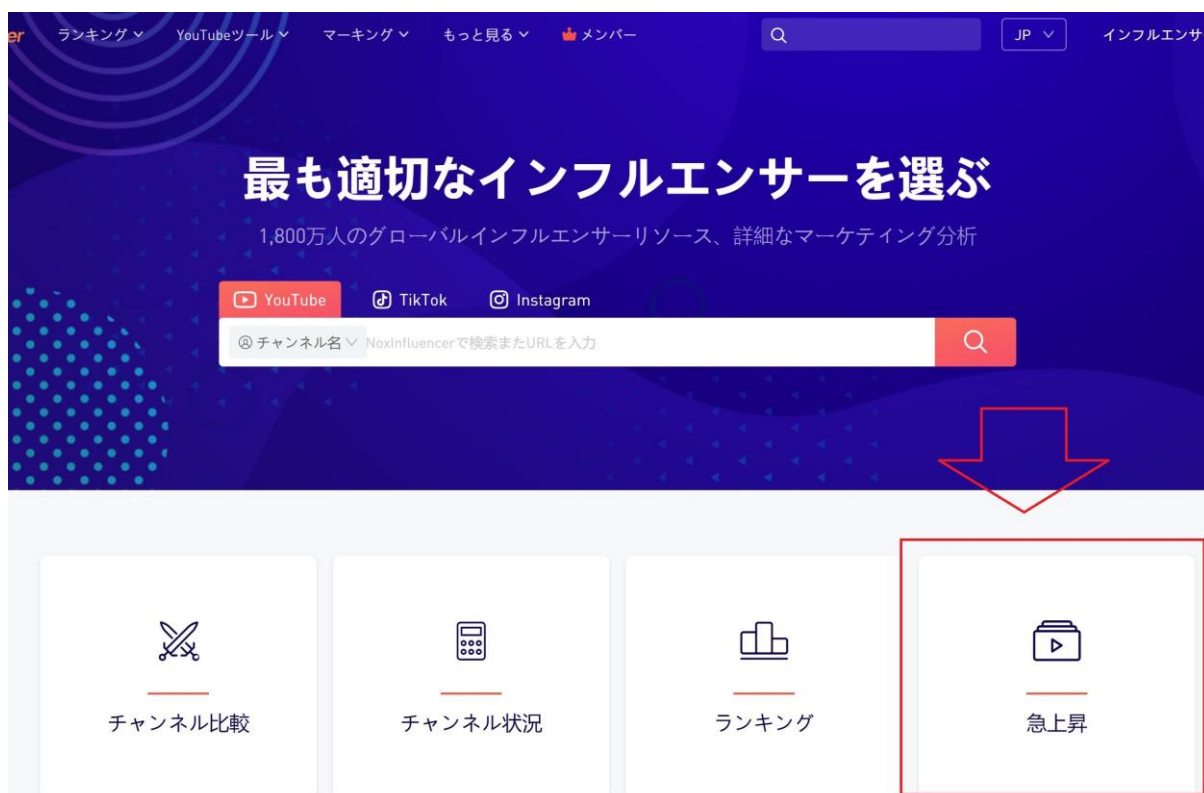 er ランキング YouTubeツール マーキング もっと見る メンバー JP インフルエンサ
最も適切なインフルエンサーを選ぶ
1,800万人のグローバルインフルエンサーリソース、詳細なマーケティング分析
YouTube TikTok Instagram
チャンネル名 NoxInfluencerで検索またURLを入力
チャンネル比較 チャンネル状況 ランキング 急上昇